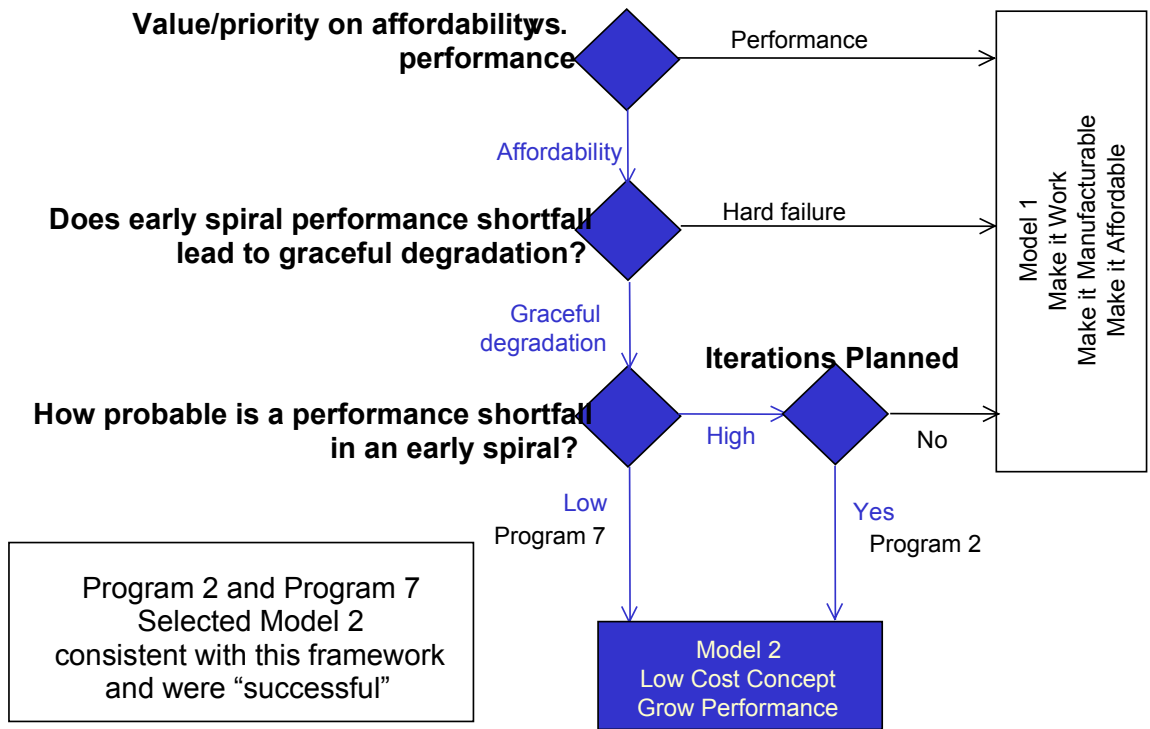 Value/priority on affordability vs.
performance
Performance
Affordability
Does early spiral performance shortfall
lead to graceful degradation?
Hard failure
Graceful
degradation
Iterations Planned
How probable is a performance shortfall
in an early spiral?
High
No
Low
Program 7
Yes
Program 2
Model 1
Make it Work
Make it Manufacturable
Make it Affordable
Program 2 and Program 7
Selected Model 2
consistent with this framework
and were “successful”
Model 2
Low Cost Concept
Grow Performance